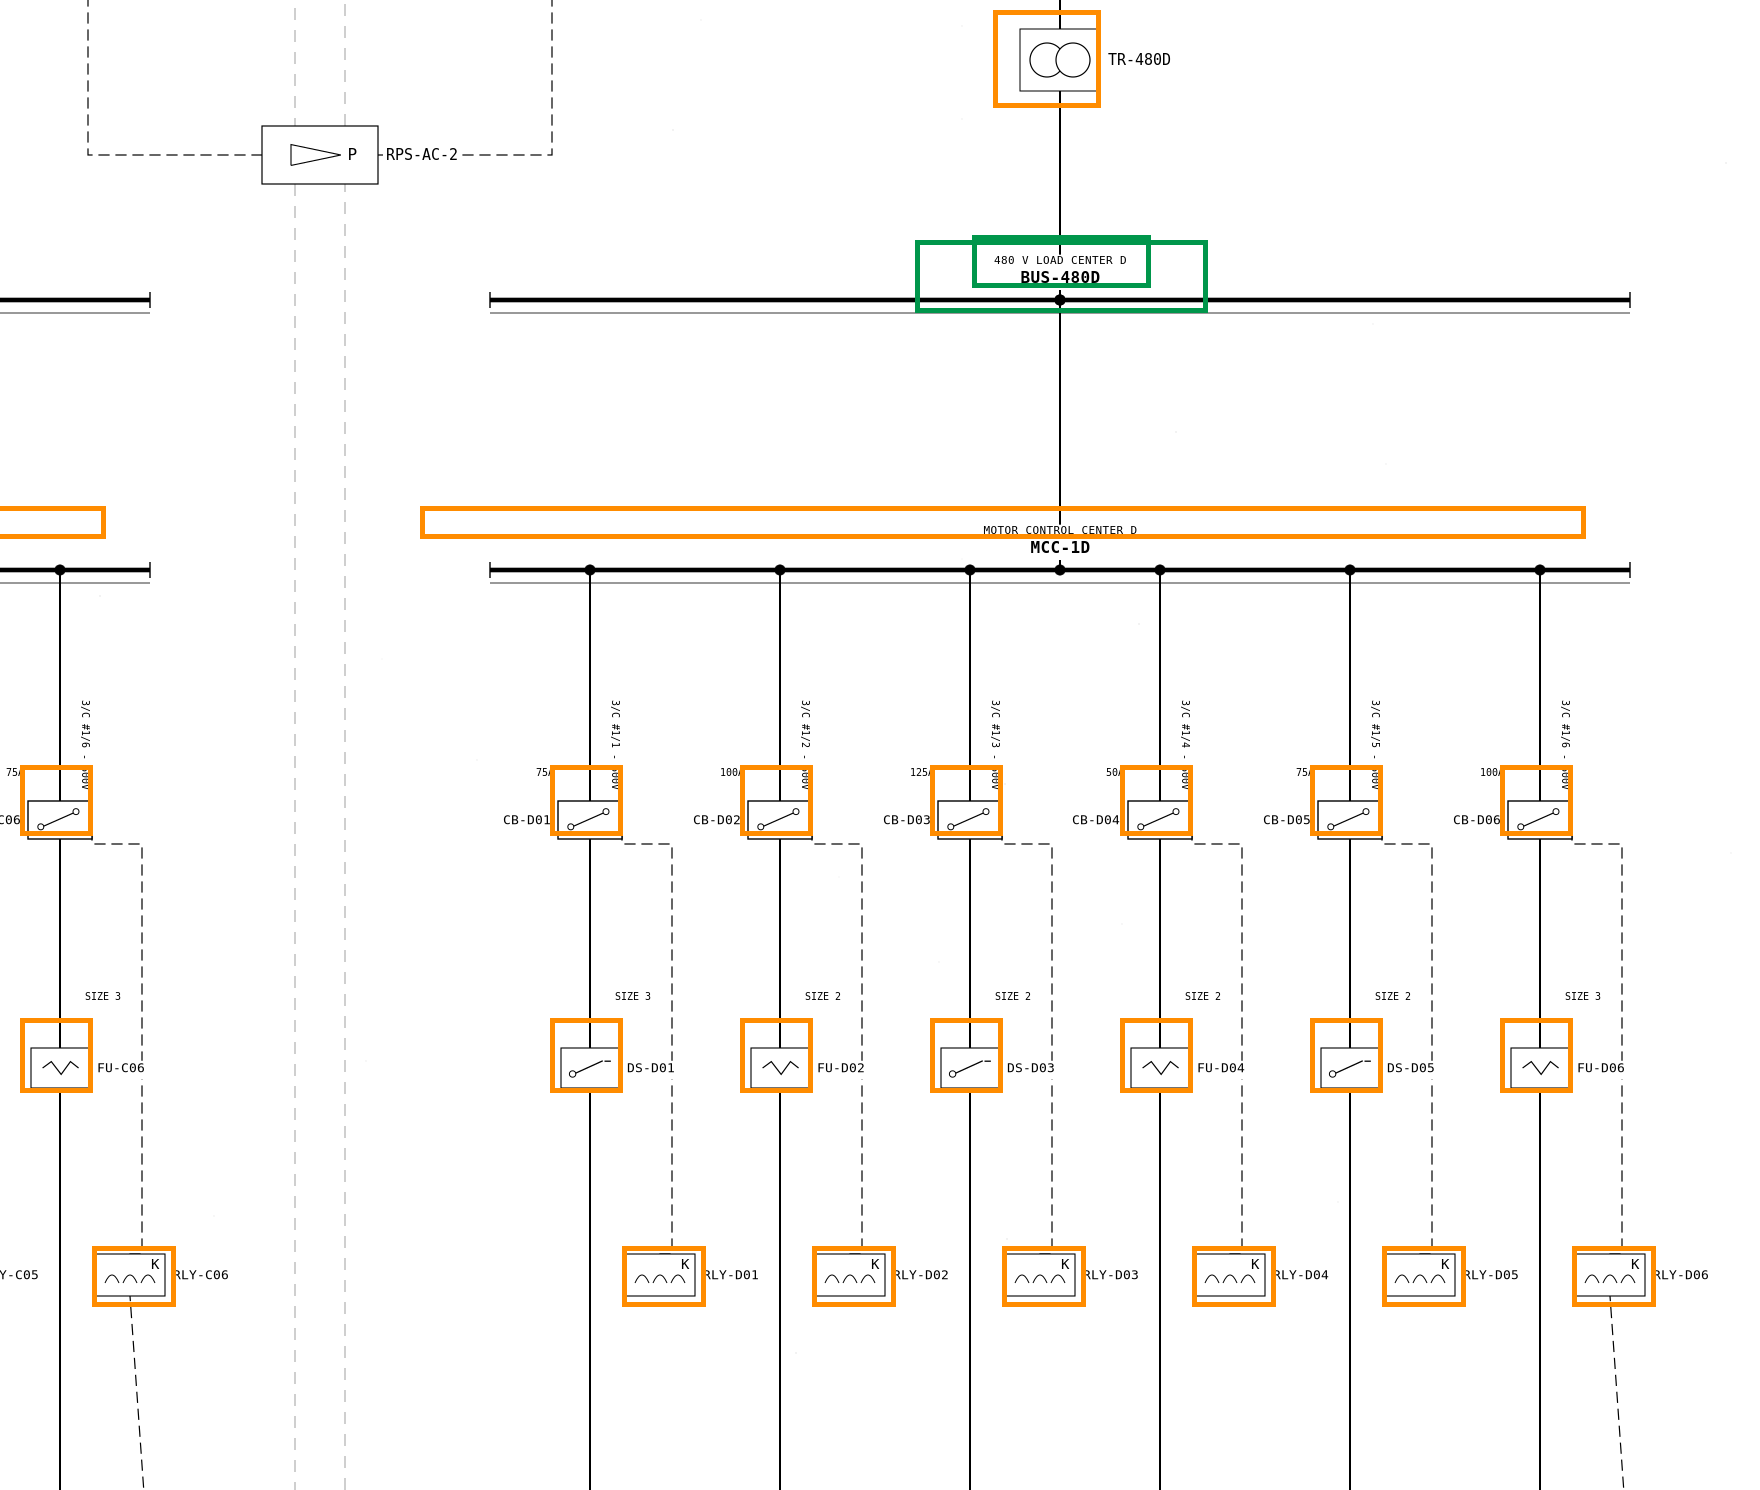 TR-480D
P RPS-AC-2
480 V LOAD CENTER D
BUS-480D
MOTOR CONTROL CENTER D
MCC-1D
3/C #1/6 -
3/C #1/1 -
3/C #1/2 -
3/C #1/3 -
3/C #1/4 -
3/C #1/5 -
3/C #1/6 -
75A 75A 100A 125A 50A 75A 100A
C06 CB-D01 CB-D02 CB-D03 CB-D04 CB-D05 CB-D06
SIZE 3 SIZE 3 SIZE 2 SIZE 2 SIZE 2 SIZE 2 SIZE 3
FU-C06 DS-D01 FU-D02 DS-D03 FU-D04 DS-D05 FU-D06
K K K K K K K
Y-C05 RLY-C06 RLY-D01 RLY-D02 RLY-D03 RLY-D04 RLY-D05 RLY-D06